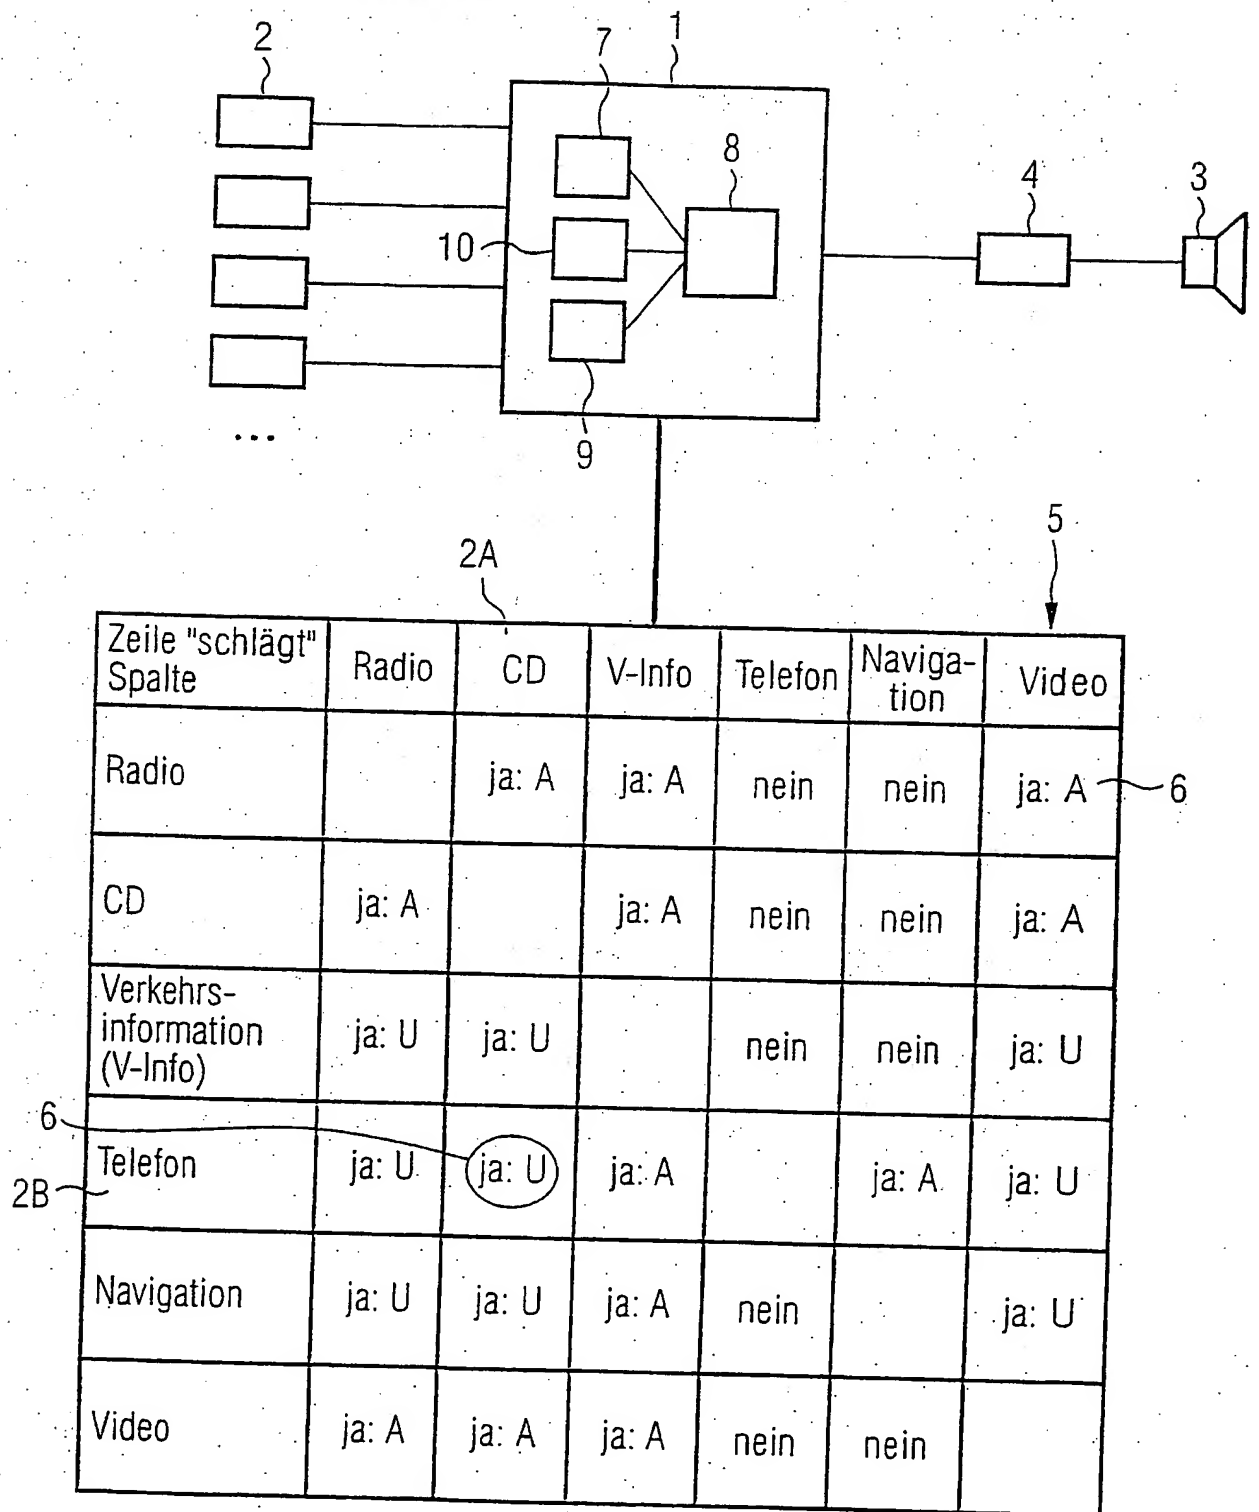 2
7
1
8
4
3
10
9
...
5
2A
Zeile "schlägt"
Spalte
Radio
CD
V-Info
Telefon
Naviga-
tion
Video
Radio
ja: A
ja: A
nein
nein
ja: A
6
CD
ja: A
ja: A
nein
nein
ja: A
Verkehrs-
information
(V-Info)
ja: U
ja: U
nein
nein
ja: U
6
Telefon
ja: U
ja: U
ja: A
ja: A
ja: U
2B
Navigation
ja: U
ja: U
ja: A
nein
ja: U
Video
ja: A
ja: A
ja: A
nein
nein